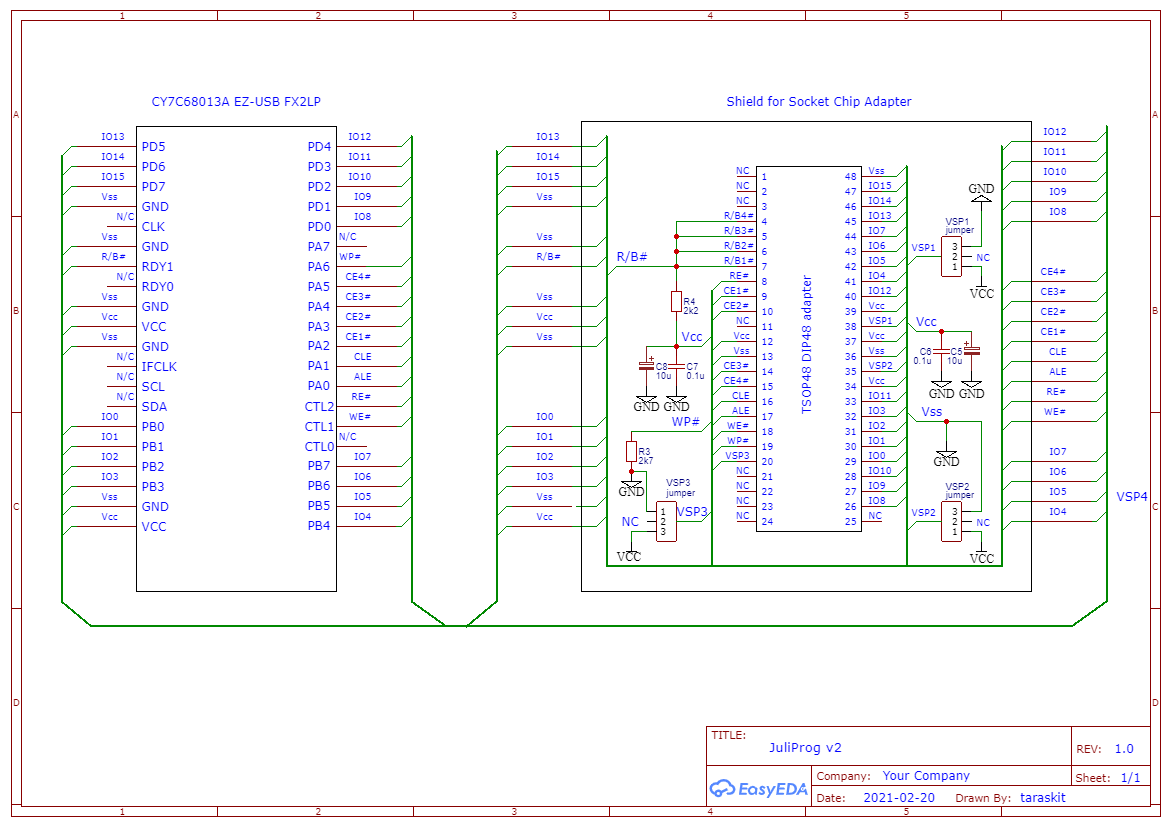 1 2 3 4 5
CY7C68013A EZ-USB FX2LP
Shield for Socket Chip Adapter
A A
B B
C C
D D
IO13 PD5 PD4 IO12
IO14 PD6 PD3 IO11
IO15 PD7 PD2 IO10
Vss GND PD1 IO9
N/C CLK PD0 IO8
Vss GND PA7 N/C
R/B# RDY1 PA6 WP#
N/C RDY0 PA5 CE4#
Vss GND PA4 CE3#
Vcc VCC PA3 CE2#
Vss GND PA2 CE1#
N/C IFCLK PA1 CLE
N/C SCL PA0 ALE
N/C SDA CTL2 RE#
IO0 PB0 CTL1 WE#
IO1 PB1 CTL0 N/C
IO2 PB2 PB7 IO7
IO3 PB3 PB6 IO6
Vss GND PB5 IO5
Vcc VCC PB4 IO4
IO13
IO14
IO15
Vss
Vss
R/B#
Vss
Vcc
Vss
IO0
IO1
IO2
IO3
Vss
Vcc
R/B#
R4
2k2
Vcc
+
C8
10u
C7
0.1u
GND GND
WP#
R3
2k7
GND
VSP3
jumper
1
NC 2 VSP3
3
VCC
TSOP48 DIP48 adapter
NC 1 48 Vss
NC 2 47 IO15
NC 3 46 IO14
R/B4# 4 45 IO13
R/B3# 5 44 IO7
R/B2# 6 43 IO6
R/B1# 7 42 IO5
RE# 8 41 IO4
CE1# 9 40 IO12
CE2# 10 39 Vcc
NC 11 38 VSP1
Vcc 12 37 Vcc
Vss 13 36 Vss
CE3# 14 35 VSP2
CE4# 15 34 Vcc
CLE 16 33 IO11
ALE 17 32 IO3
WE# 18 31 IO2
WP# 19 30 IO1
VSP3 20 29 IO0
NC 21 28 IO10
NC 22 27 IO9
NC 23 26 IO8
NC 24 25 NC
GND
VSP1
jumper
VSP1 3
2 NC
1
VCC
Vcc
C6
0.1u
+
C5
10u
GND GND
Vss
GND
VSP2
jumper
VSP2 3
2 NC
1
VCC
IO12
IO11
IO10
IO9
IO8
CE4#
CE3#
CE2#
CE1#
CLE
ALE
RE#
WE#
IO7
IO6
IO5
IO4
VSP4
TITLE:
JuliProg v2
REV: 1.0
EasyEDA
Company: Your Company
Sheet: 1/1
Date: 2021-02-20 Drawn By: taraskit
1 2 3 4 5